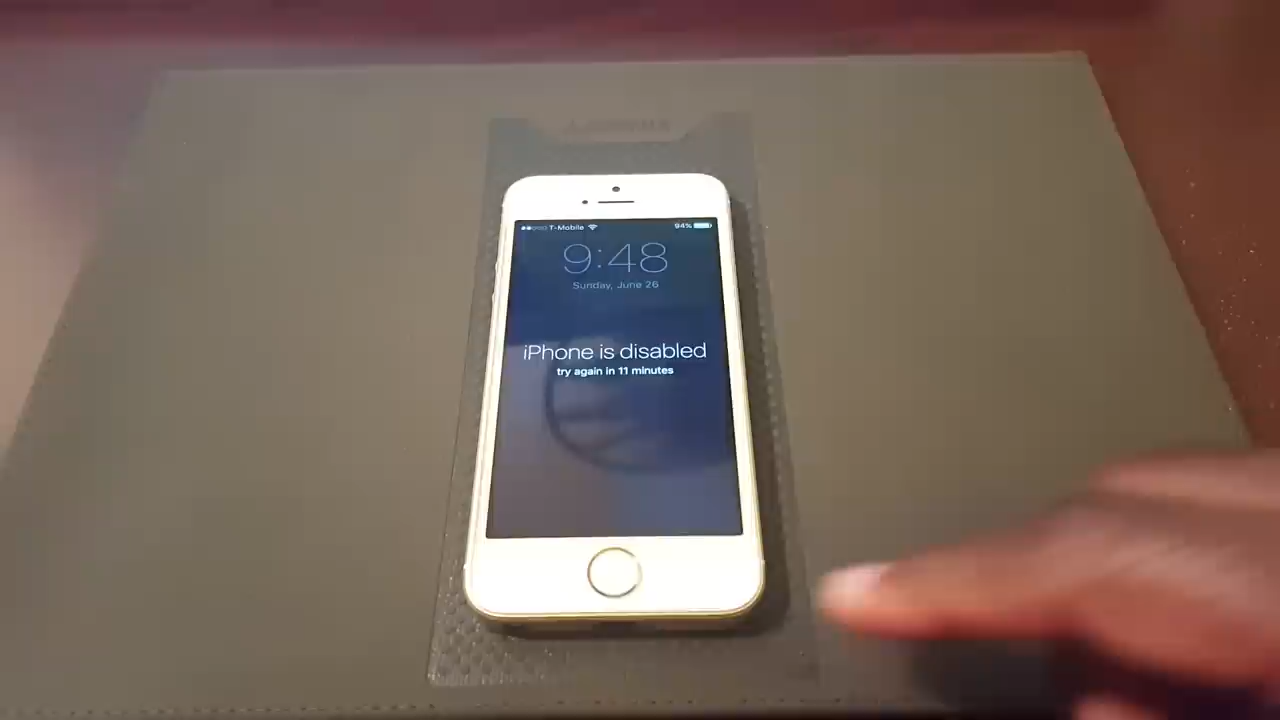 T-Mobile 94%
9:48
Sunday, June 26
iPhone is disabled
try again in 11 minutes